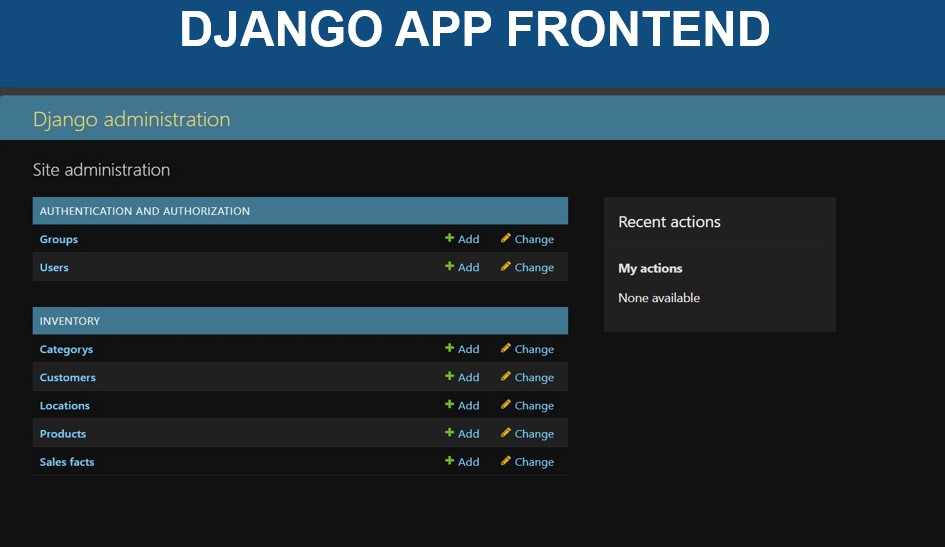 DJANGO APP FRONTEND
Django administration
Site administration
AUTHENTICATION AND AUTHORIZATION
Groups Add Change
Users Add Change
INVENTORY
Categorys Add Change
Customers Add Change
Locations Add Change
Products Add Change
Sales facts Add Change
Recent actions
My actions
None available